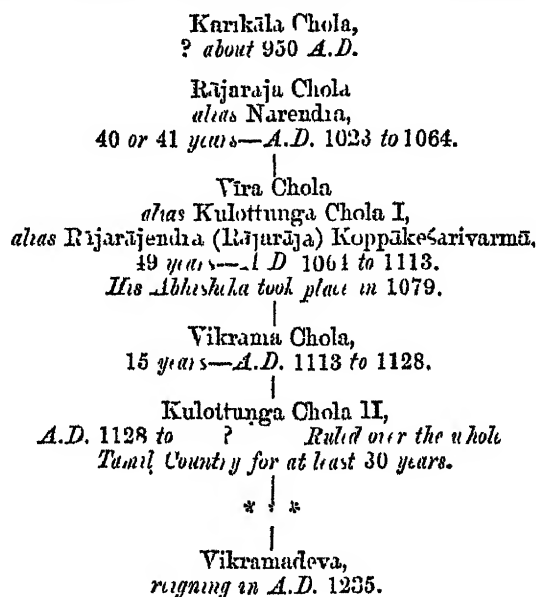 Karikāla Chola,
? about 950 A.D.
Rājaraja Chola
alias Narendra,
40 or 41 years—A.D. 1023 to 1064.
Vīra Chola
alias Kulottunga Chola I,
alias Rājarājendra (Rājarāja) Koppākeśarivarmā,
49 years—A D 1064 to 1113.
His Abhisheka took place in 1079.
Vikrama Chola,
15 years—A.D. 1113 to 1128.
Kulottuṇga Chola II,
A.D. 1128 to ? Ruled over the whole
Tamiḷ Country for at least 30 years.
* * *
Vikramadeva,
reigning in A.D. 1235.